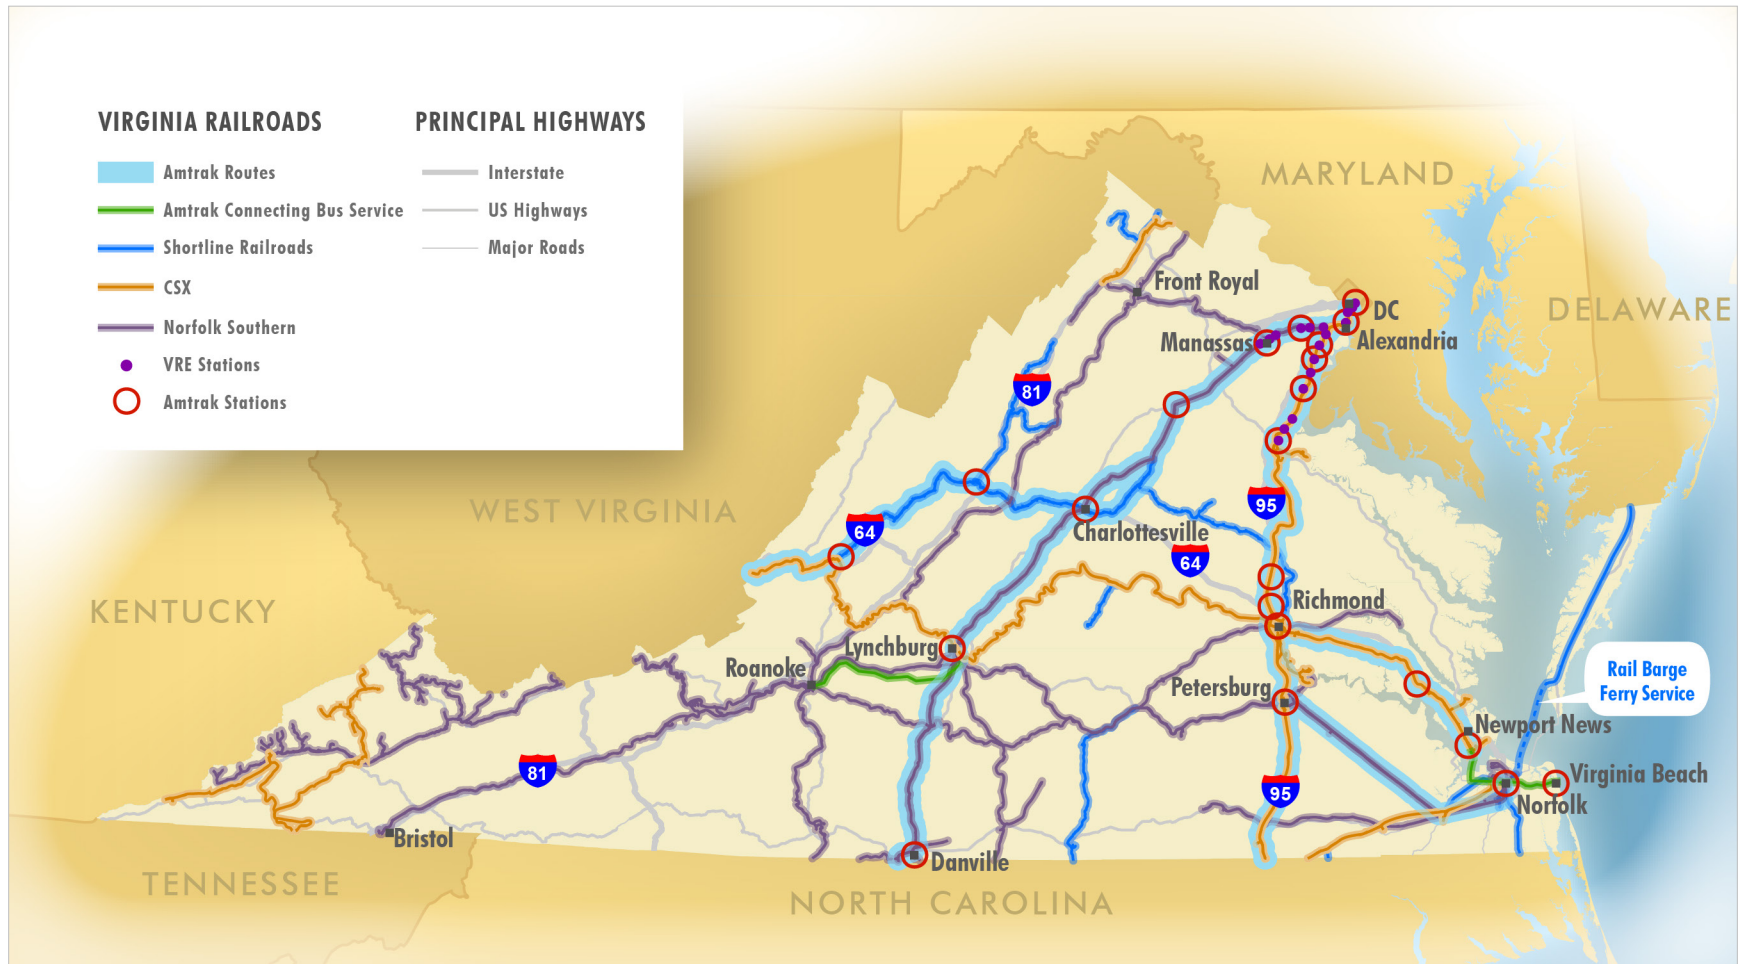 VIRGINIA RAILROADS
Amtrak Routes
Amtrak Connecting Bus Service
Shortline Railroads
CSX
Norfolk Southern
VRE Stations
Amtrak Stations
PRINCIPAL HIGHWAYS
Interstate
US Highways
Major Roads
MARYLAND
Front Royal
DC
DELAWARE
Manassas
Alexandria
81
WEST VIRGINIA
95
64
Charlottesville
64
KENTUCKY
Richmond
Lynchburg
Roanoke
Rail Barge
Ferry Service
Petersburg
Newport News
81
Virginia Beach
95
Norfolk
Bristol
Danville
TENNESSEE
NORTH CAROLINA